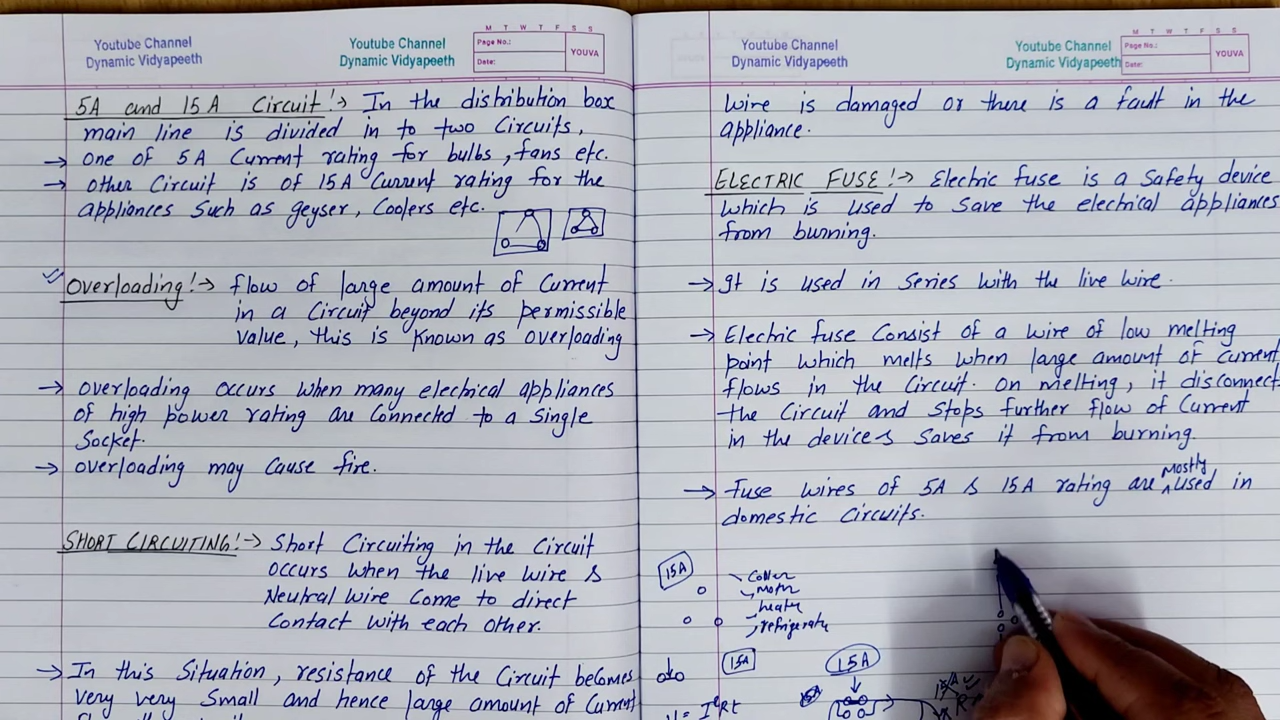 Youtube Channel
Dynamic Vidyapeeth
Youtube Channel
Dynamic Vidyapeeth
M T W T F S S
Page No.:
Date:
YOUVA
5A and 15A Circuit!→ In the distribution box
main line is divided in to two Circuits,
→ one of 5A Current rating for bulbs, fans etc.
→ other Circuit is of 15A Current rating for the
appliances Such as geyser, Coolers etc.
Overloading!→ flow of large amount of Current
in a Circuit beyond its permissible
value, this is known as overloading
→ overloading occurs when many electrical appliances
of high power rating are Connected to a Single
Socket.
→ overloading may Cause fire.
SHORT CIRCUITING!→ Short Circuiting in the Circuit
occurs when the live wire &
Neutral wire Come to direct
Contact with each other.
→ In this Situation, resistance of the Circuit becomes
very very Small and hence large amount of Current
Youtube Channel
Dynamic Vidyapeeth
Youtube Channel
Dynamic Vidyapeeth
M T W T F S S
Page No.:
Date:
YOUVA
wire is damaged or there is a fault in the
appliance.
ELECTRIC FUSE!→ Electric fuse is a Safety device
which is used to Save the electrical appliances
from burning.
→ It is used in Series with the live wire.
→ Electric fuse Consist of a wire of low melting
point which melts when large amount of Current
flows in the Circuit. on melting, it disconnect
the Circuit and Stops further flow of Current
in the device & Saves it from burning.
→ fuse wires of 5A & 15A rating are Mostly used in
domestic Circuits.
15A
15A
15A